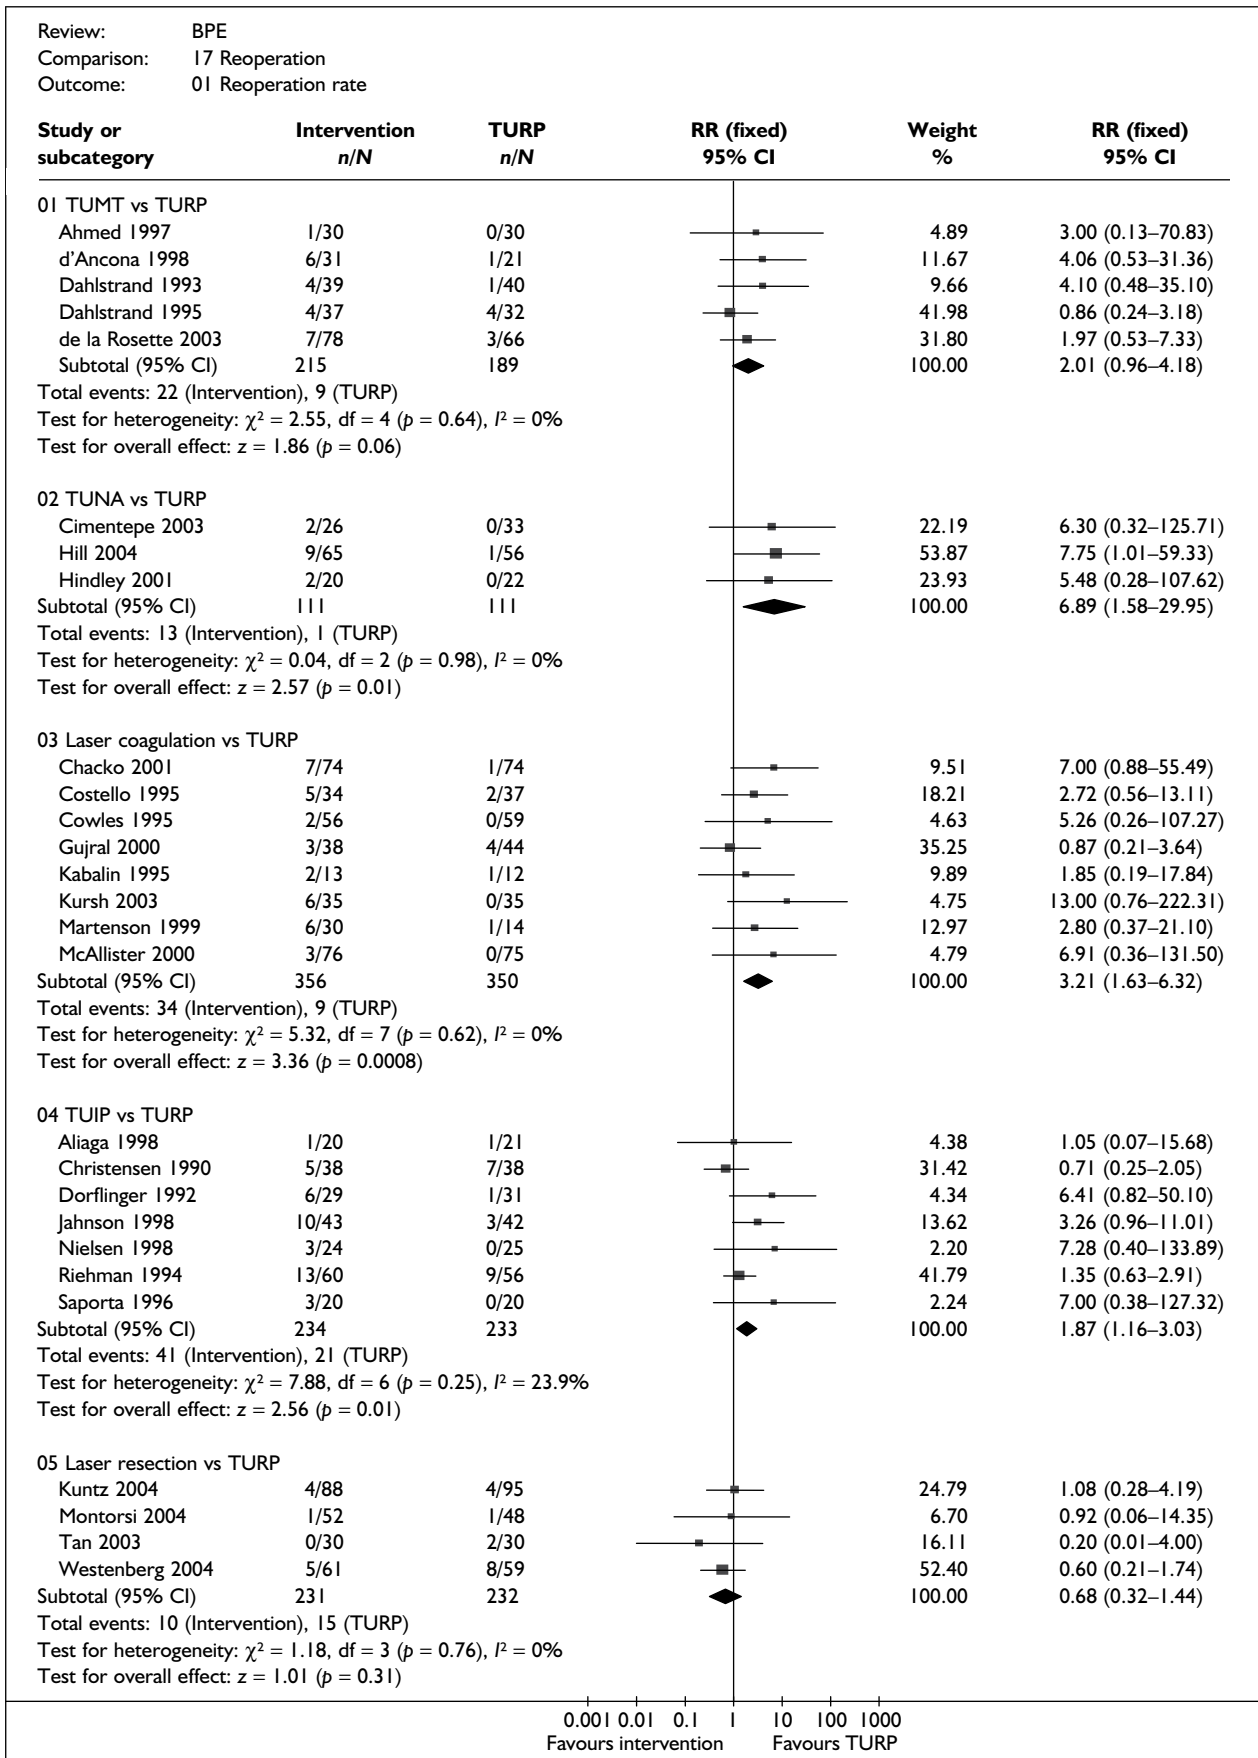 Review: BPE
Comparison: 17 Reoperation
Outcome: 01 Reoperation rate
Study or subcategory Intervention n/N TURP n/N RR (fixed) 95% CI Weight % RR (fixed) 95% CI
01 TUMT vs TURP
Ahmed 1997 1/30 0/30 4.89 3.00 (0.13–70.83)
d'Ancona 1998 6/31 1/21 11.67 4.06 (0.53–31.36)
Dahlstrand 1993 4/39 1/40 9.66 4.10 (0.48–35.10)
Dahlstrand 1995 4/37 4/32 41.98 0.86 (0.24–3.18)
de la Rosette 2003 7/78 3/66 31.80 1.97 (0.53–7.33)
Subtotal (95% CI) 215 189 100.00 2.01 (0.96–4.18)
Total events: 22 (Intervention), 9 (TURP)
Test for heterogeneity: χ² = 2.55, df = 4 (p = 0.64), I² = 0%
Test for overall effect: z = 1.86 (p = 0.06)
02 TUNA vs TURP
Cimentepe 2003 2/26 0/33 22.19 6.30 (0.32–125.71)
Hill 2004 9/65 1/56 53.87 7.75 (1.01–59.33)
Hindley 2001 2/20 0/22 23.93 5.48 (0.28–107.62)
Subtotal (95% CI) 111 111 100.00 6.89 (1.58–29.95)
Total events: 13 (Intervention), 1 (TURP)
Test for heterogeneity: χ² = 0.04, df = 2 (p = 0.98), I² = 0%
Test for overall effect: z = 2.57 (p = 0.01)
03 Laser coagulation vs TURP
Chacko 2001 7/74 1/74 9.51 7.00 (0.88–55.49)
Costello 1995 5/34 2/37 18.21 2.72 (0.56–13.11)
Cowles 1995 2/56 0/59 4.63 5.26 (0.26–107.27)
Gujral 2000 3/38 4/44 35.25 0.87 (0.21–3.64)
Kabalin 1995 2/13 1/12 9.89 1.85 (0.19–17.84)
Kursh 2003 6/35 0/35 4.75 13.00 (0.76–222.31)
Martenson 1999 6/30 1/14 12.97 2.80 (0.37–21.10)
McAllister 2000 3/76 0/75 4.79 6.91 (0.36–131.50)
Subtotal (95% CI) 356 350 100.00 3.21 (1.63–6.32)
Total events: 34 (Intervention), 9 (TURP)
Test for heterogeneity: χ² = 5.32, df = 7 (p = 0.62), I² = 0%
Test for overall effect: z = 3.36 (p = 0.0008)
04 TUIP vs TURP
Aliaga 1998 1/20 1/21 4.38 1.05 (0.07–15.68)
Christensen 1990 5/38 7/38 31.42 0.71 (0.25–2.05)
Dorflinger 1992 6/29 1/31 4.34 6.41 (0.82–50.10)
Jahnson 1998 10/43 3/42 13.62 3.26 (0.96–11.01)
Nielsen 1998 3/24 0/25 2.20 7.28 (0.40–133.89)
Riehman 1994 13/60 9/56 41.79 1.35 (0.63–2.91)
Saporta 1996 3/20 0/20 2.24 7.00 (0.38–127.32)
Subtotal (95% CI) 234 233 100.00 1.87 (1.16–3.03)
Total events: 41 (Intervention), 21 (TURP)
Test for heterogeneity: χ² = 7.88, df = 6 (p = 0.25), I² = 23.9%
Test for overall effect: z = 2.56 (p = 0.01)
05 Laser resection vs TURP
Kuntz 2004 4/88 4/95 24.79 1.08 (0.28–4.19)
Montorsi 2004 1/52 1/48 6.70 0.92 (0.06–14.35)
Tan 2003 0/30 2/30 16.11 0.20 (0.01–4.00)
Westenberg 2004 5/61 8/59 52.40 0.60 (0.21–1.74)
Subtotal (95% CI) 231 232 100.00 0.68 (0.32–1.44)
Total events: 10 (Intervention), 15 (TURP)
Test for heterogeneity: χ² = 1.18, df = 3 (p = 0.76), I² = 0%
Test for overall effect: z = 1.01 (p = 0.31)
0.001 0.01 0.1 1 10 100 1000
Favours intervention Favours TURP